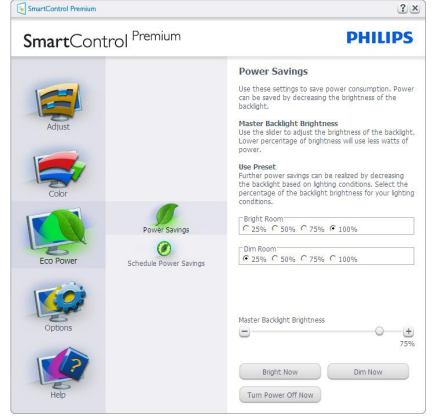 SmartControl Premium
SmartControl Premium
PHILIPS
Adjust
Color
Eco Power
Options
Help
Power Savings
Schedule Power Savings
Power Savings
Use these settings to save power consumption. Power
can be saved by decreasing the brightness of the
backlight.
Master Backlight Brightness
Use the slider to adjust the brightness of the backlight.
Lower percentage of brightness will use less watts of
power.
Use Preset
Further power savings can be realized by decreasing
the backlight based on lighting conditions. Select the
percentage of the backlight brightness for your lighting
conditions.
Bright Room
25% 50% 75% 100%
Dim Room
25% 50% 75% 100%
Master Backlight Brightness
75%
Bright Now Dim Now
Turn Power Off Now